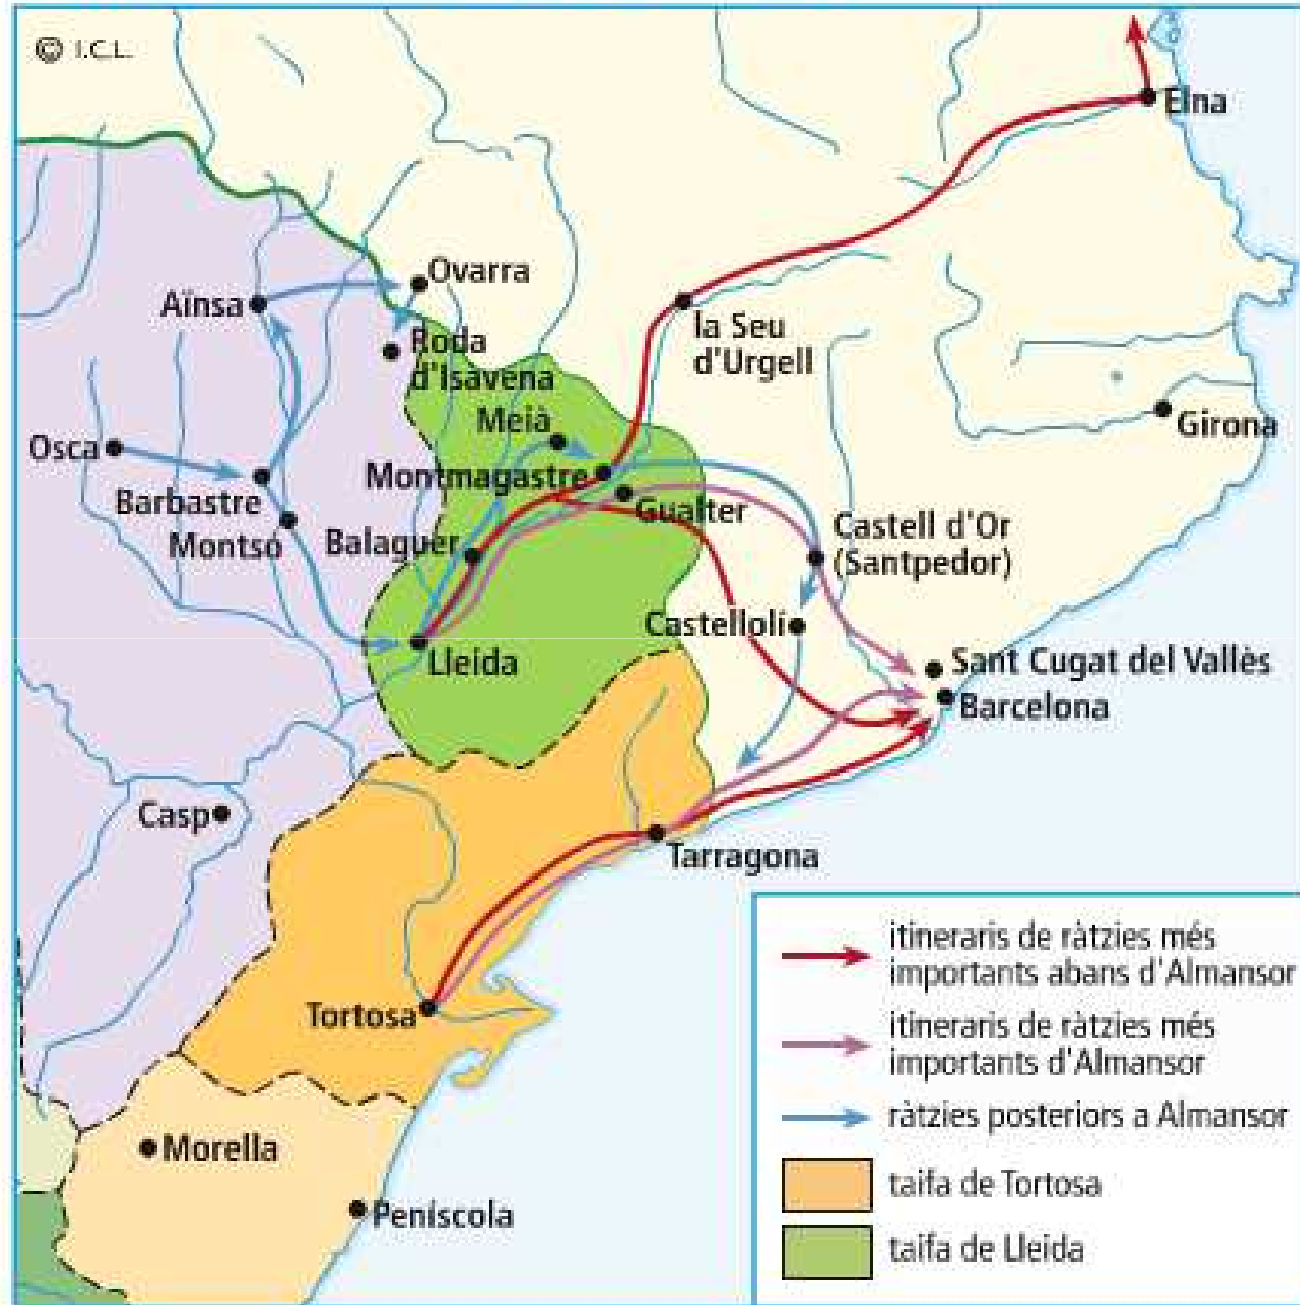 © I.C.L.
Elna
Ovarra
Aïnsa
la Seu
d'Urgell
Roda
d'Isàvena
Meià
Girona
Osca
Montmagastre
Barbastre
Gualter
Montsó
Balaguer
Castell d'Or
(Santpedor)
Castellolí
Lleida
Sant Cugat del Vallès
Barcelona
Casp
Tarragona
Tortosa
Morella
Peníscola
itineraris de ràtzies més
importants abans d'Almansor
itineraris de ràtzies més
importants d'Almansor
ràtzies posteriors a Almansor
taifa de Tortosa
taifa de Lleida